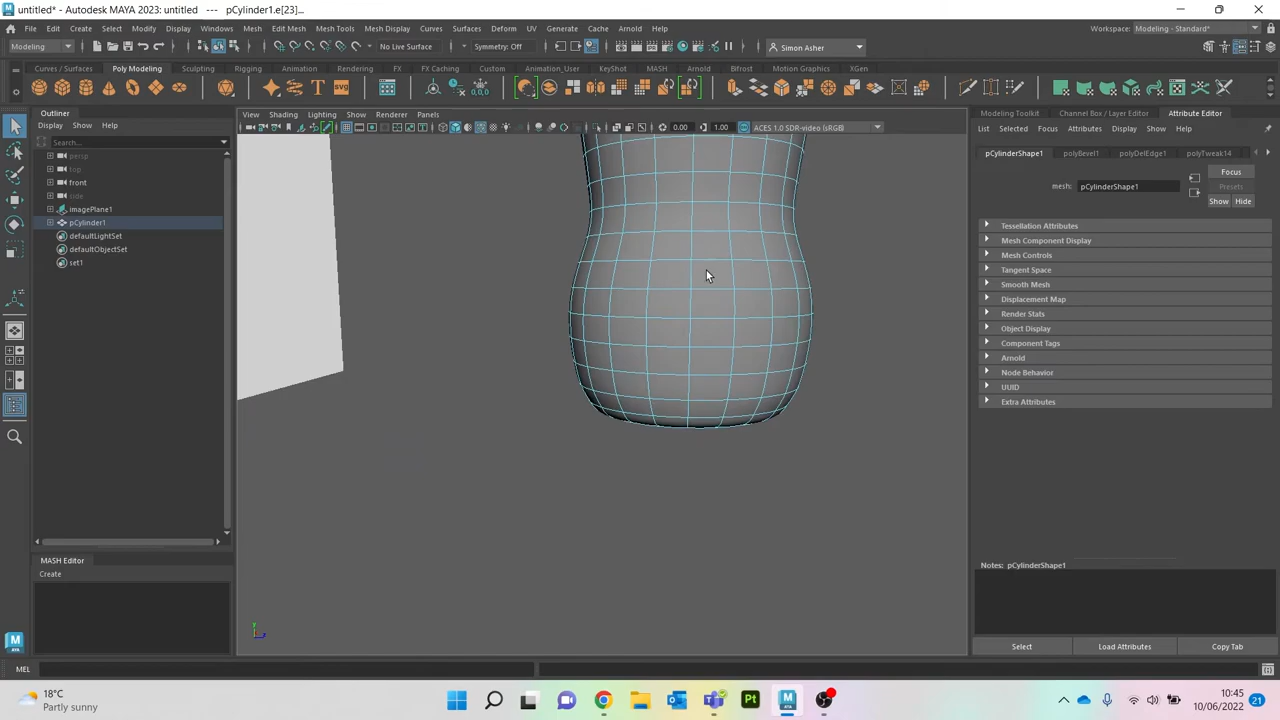 untitled* - Autodesk MAYA 2023: untitled --- pCylinder1.e[23]...
File Edit Create Select Modify Display Windows Mesh Edit Mesh Mesh Tools Mesh Display Curves Surfaces Deform UV Generate Cache Arnold Help
Workspace: Modeling - Standard*
Modeling
No Live Surface
Symmetry: Off
Simon Asher
Curves / Surfaces Poly Modeling Sculpting Rigging Animation Rendering FX FX Caching Custom Animation_User KeyShot MASH Arnold Bifrost Motion Graphics XGen
SVG
Outliner
Display Show Help
Search...
persp
top
front
side
imagePlane1
pCylinder1
defaultLightSet
defaultObjectSet
set1
MASH Editor
Create
View Shading Lighting Show Renderer Panels
0.00 1.00 ACES 1.0 SDR-video (sRGB)
Modeling Toolkit Channel Box / Layer Editor Attribute Editor
List Selected Focus Attributes Display Show Help
pCylinderShape1 polyBevel1 polyDelEdge1 polyTweak14
Focus
mesh: pCylinderShape1
Presets
Show Hide
Tessellation Attributes
Mesh Component Display
Mesh Controls
Tangent Space
Smooth Mesh
Displacement Map
Render Stats
Object Display
Component Tags
Arnold
Node Behavior
UUID
Extra Attributes
Notes: pCylinderShape1
Select Load Attributes Copy Tab
MEL
18°C
Partly sunny
Pt
10:45
10/06/2022
21